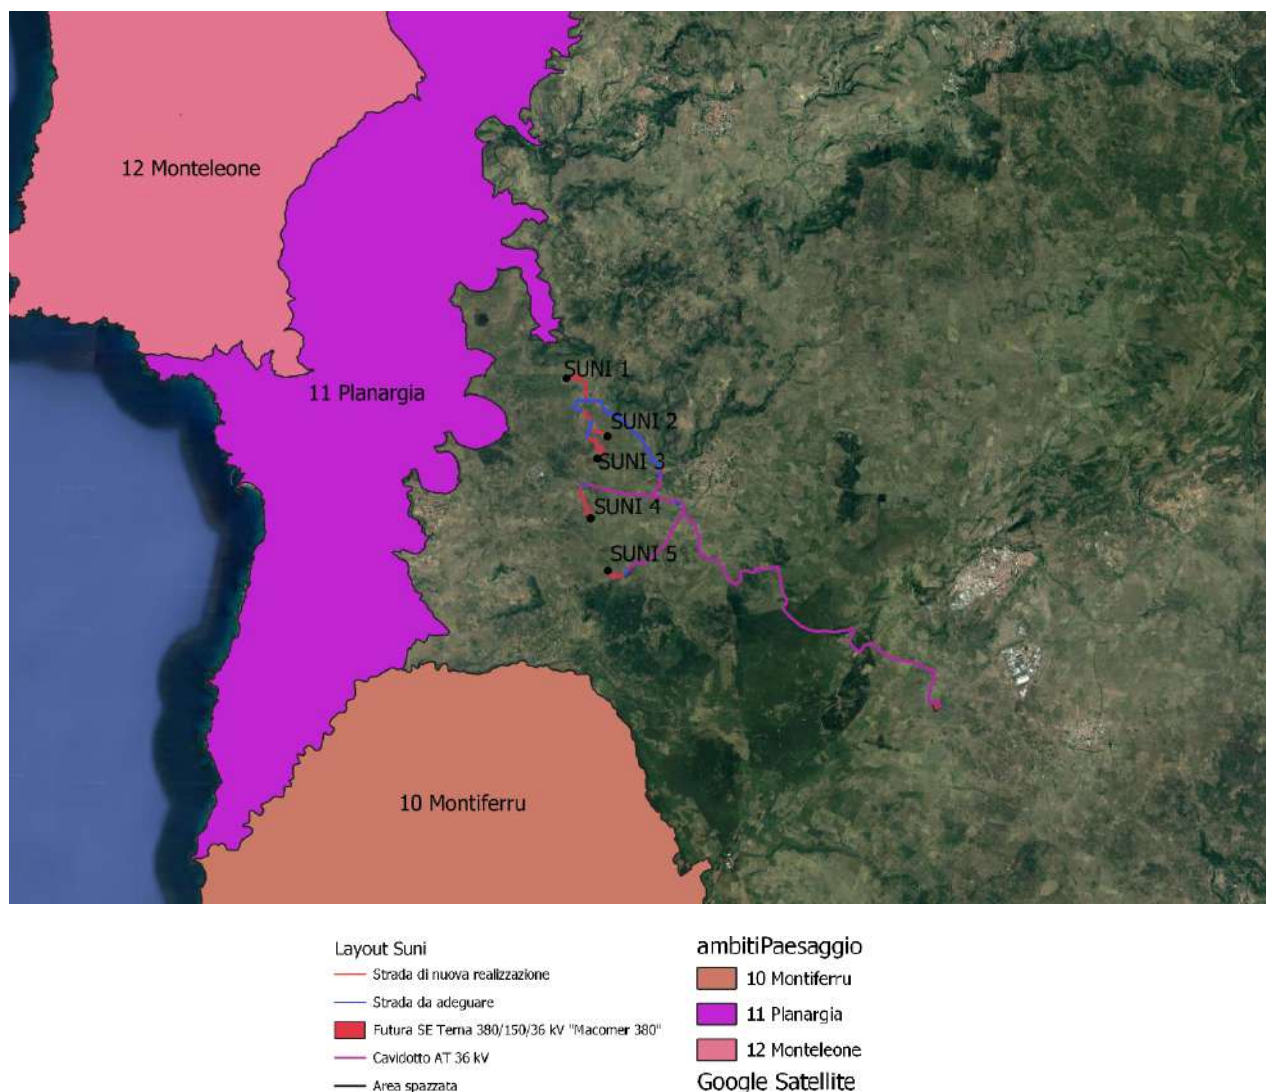 12 Monteleone
11 Planargia
SUNI 1
SUNI 2
SUNI 3
SUNI 4
SUNI 5
10 Montiferru
Layout Suni
Strada di nuova realizzazione
Strada da adeguare
Futura SE Terna 380/150/36 kV "Macomer 380"
Cavidotto AT 36 kV
Area spazzata
ambitiPaesaggio
10 Montiferru
11 Planargia
12 Monteleone
Google Satellite